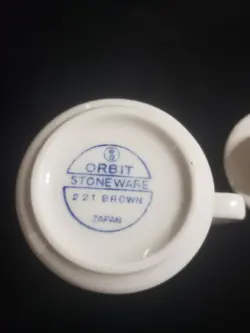 ORBIT
STONEWARE
221 BROWN
JAPAN